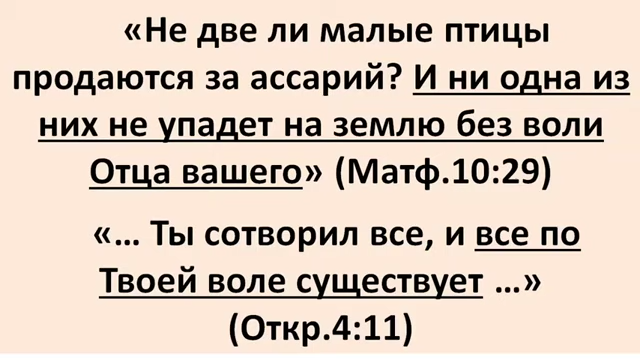 «Не две ли малые птицы
продаются за ассарий? И ни одна из
них не упадет на землю без воли
Отца вашего» (Матф.10:29)
«... Ты сотворил все, и все по
Твоей воле существует ...»
(Откр.4:11)